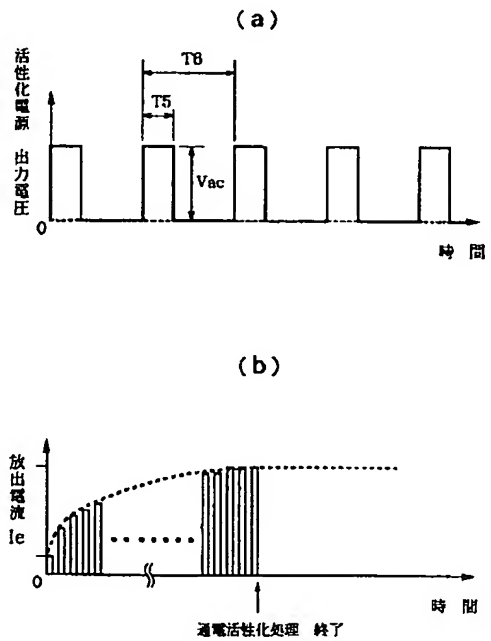 (a)
活性化電源 出力電圧
T6
T5
Vac
0
時 間
(b)
放出電流 Ie
0
時 間
通電活性化処理 終了